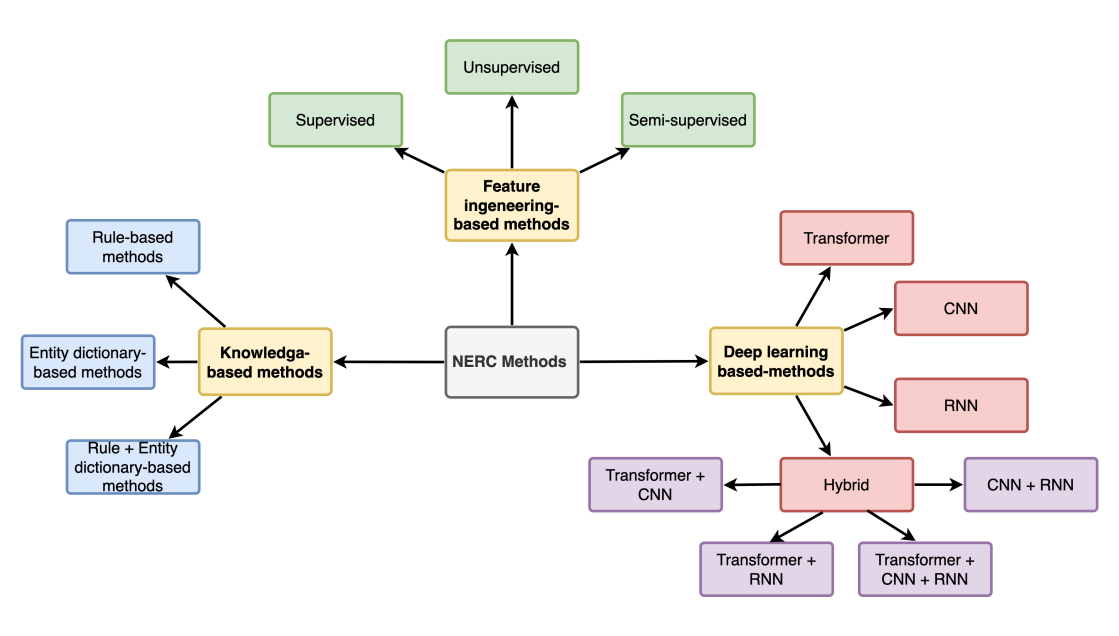 Unsupervised
Supervised
Semi-supervised
Feature
ingeneering-
based methods
Rule-based
methods
Transformer
CNN
Entity dictionary-
based methods
Knowledga-
based methods
NERC Methods
Deep learning
based-methods
RNN
Rule + Entity
dictionary-based
methods
Transformer +
CNN
Hybrid
CNN + RNN
Transformer +
RNN
Transformer +
CNN + RNN